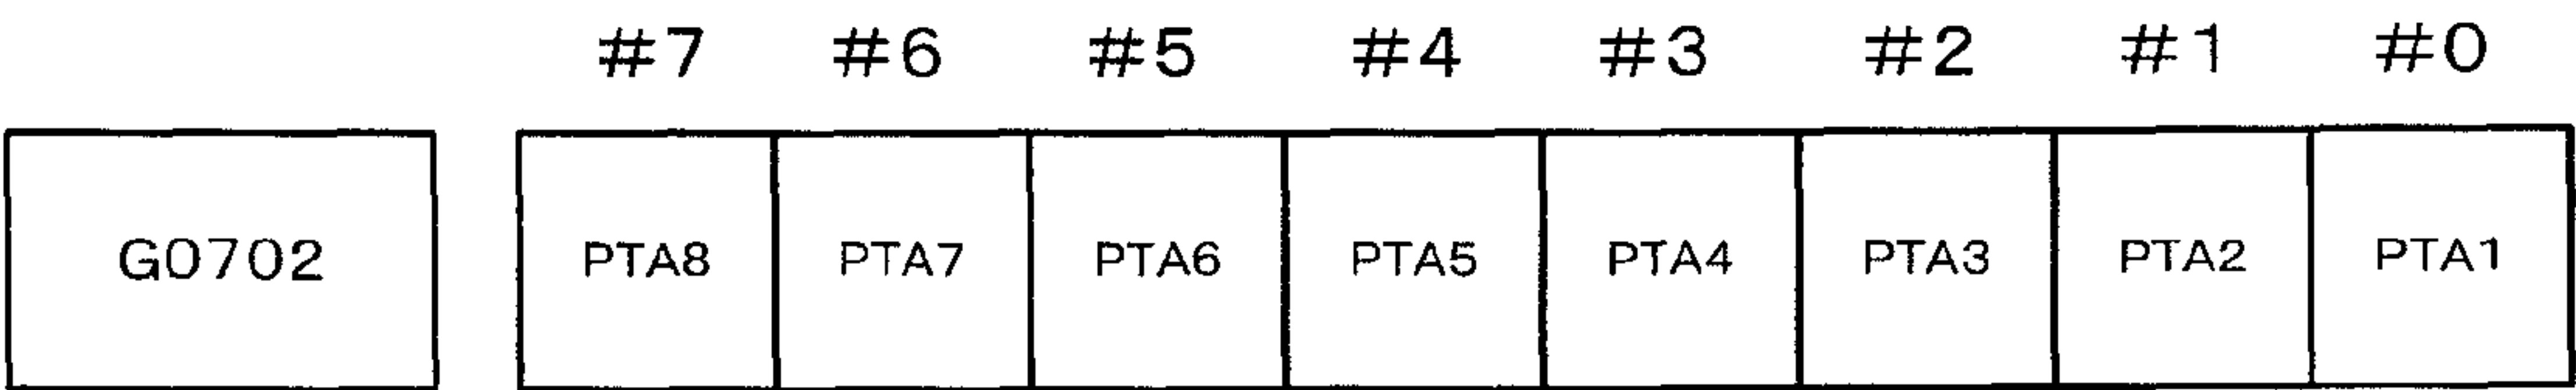 #7 #6 #5 #4 #3 #2 #1 #0
G0702 PTA8 PTA7 PTA6 PTA5 PTA4 PTA3 PTA2 PTA1